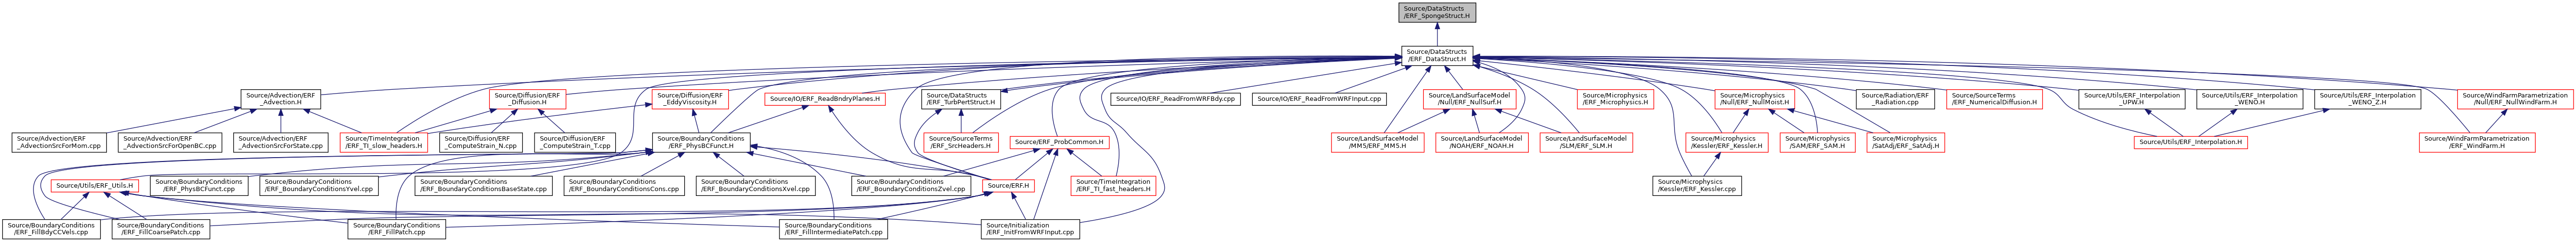 Source/DataStructs
/ERF_SpongeStruct.H
Source/DataStructs
/ERF_DataStruct.H
Source/Advection/ERF
_Advection.H
Source/Diffusion/ERF
_Diffusion.H
Source/Diffusion/ERF
_EddyViscosity.H
Source/IO/ERF_ReadBndryPlanes.H
Source/DataStructs
/ERF_TurbPertStruct.H
Source/IO/ERF_ReadFromWRFBdy.cpp
Source/IO/ERF_ReadFromWRFInput.cpp
Source/LandSurfaceModel
/Null/ERF_NullSurf.H
Source/Microphysics
/ERF_Microphysics.H
Source/Microphysics
/Null/ERF_NullMoist.H
Source/Radiation/ERF
_Radiation.cpp
Source/SourceTerms
/ERF_NumericalDiffusion.H
Source/Utils/ERF_Interpolation
_UPW.H
Source/Utils/ERF_Interpolation
_WENO.H
Source/Utils/ERF_Interpolation
_WENO_Z.H
Source/WindFarmParametrization
/Null/ERF_NullWindFarm.H
Source/Advection/ERF
_AdvectionSrcForMom.cpp
Source/Advection/ERF
_AdvectionSrcForOpenBC.cpp
Source/Advection/ERF
_AdvectionSrcForState.cpp
Source/TimeIntegration
/ERF_TI_slow_headers.H
Source/Diffusion/ERF
_ComputeStrain_N.cpp
Source/Diffusion/ERF
_ComputeStrain_T.cpp
Source/BoundaryConditions
/ERF_PhysBCFunct.H
Source/SourceTerms
/ERF_SrcHeaders.H
Source/ERF_ProbCommon.H
Source/LandSurfaceModel
/MM5/ERF_MM5.H
Source/LandSurfaceModel
/NOAH/ERF_NOAH.H
Source/LandSurfaceModel
/SLM/ERF_SLM.H
Source/Microphysics
/Kessler/ERF_Kessler.H
Source/Microphysics
/SAM/ERF_SAM.H
Source/Microphysics
/SatAdj/ERF_SatAdj.H
Source/Utils/ERF_Interpolation.H
Source/WindFarmParametrization
/ERF_WindFarm.H
Source/Utils/ERF_Utils.H
Source/BoundaryConditions
/ERF_PhysBCFunct.cpp
Source/BoundaryConditions
/ERF_BoundaryConditionsYvel.cpp
Source/BoundaryConditions
/ERF_BoundaryConditionsBaseState.cpp
Source/BoundaryConditions
/ERF_BoundaryConditionsCons.cpp
Source/BoundaryConditions
/ERF_BoundaryConditionsXvel.cpp
Source/BoundaryConditions
/ERF_BoundaryConditionsZvel.cpp
Source/ERF.H
Source/TimeIntegration
/ERF_TI_fast_headers.H
Source/Microphysics
/Kessler/ERF_Kessler.cpp
Source/BoundaryConditions
/ERF_FillBdyCCVels.cpp
Source/BoundaryConditions
/ERF_FillCoarsePatch.cpp
Source/BoundaryConditions
/ERF_FillPatch.cpp
Source/BoundaryConditions
/ERF_FillIntermediatePatch.cpp
Source/Initialization
/ERF_InitFromWRFInput.cpp